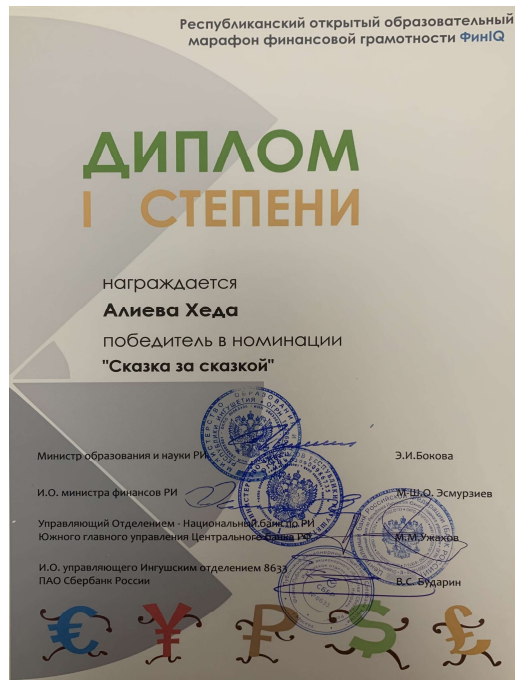 Республиканский открытый образовательный
марафон финансовой грамотности ФинIQ
ДИПЛОМ
I СТЕПЕНИ
награждается
Алиева Хеда
победитель в номинации
"Сказка за сказкой"
Министр образования и науки РИ Э.И.Бокова
И.О. министра финансов РИ М-Ш.О. Эсмурзиев
Управляющий Отделением - Национальный банк по РИ
Южного главного управления Центрального банка РФ М.М.Ужахов
И.О. управляющего Ингушским отделением 8633
ПАО Сбербанк России В.С. Бударин